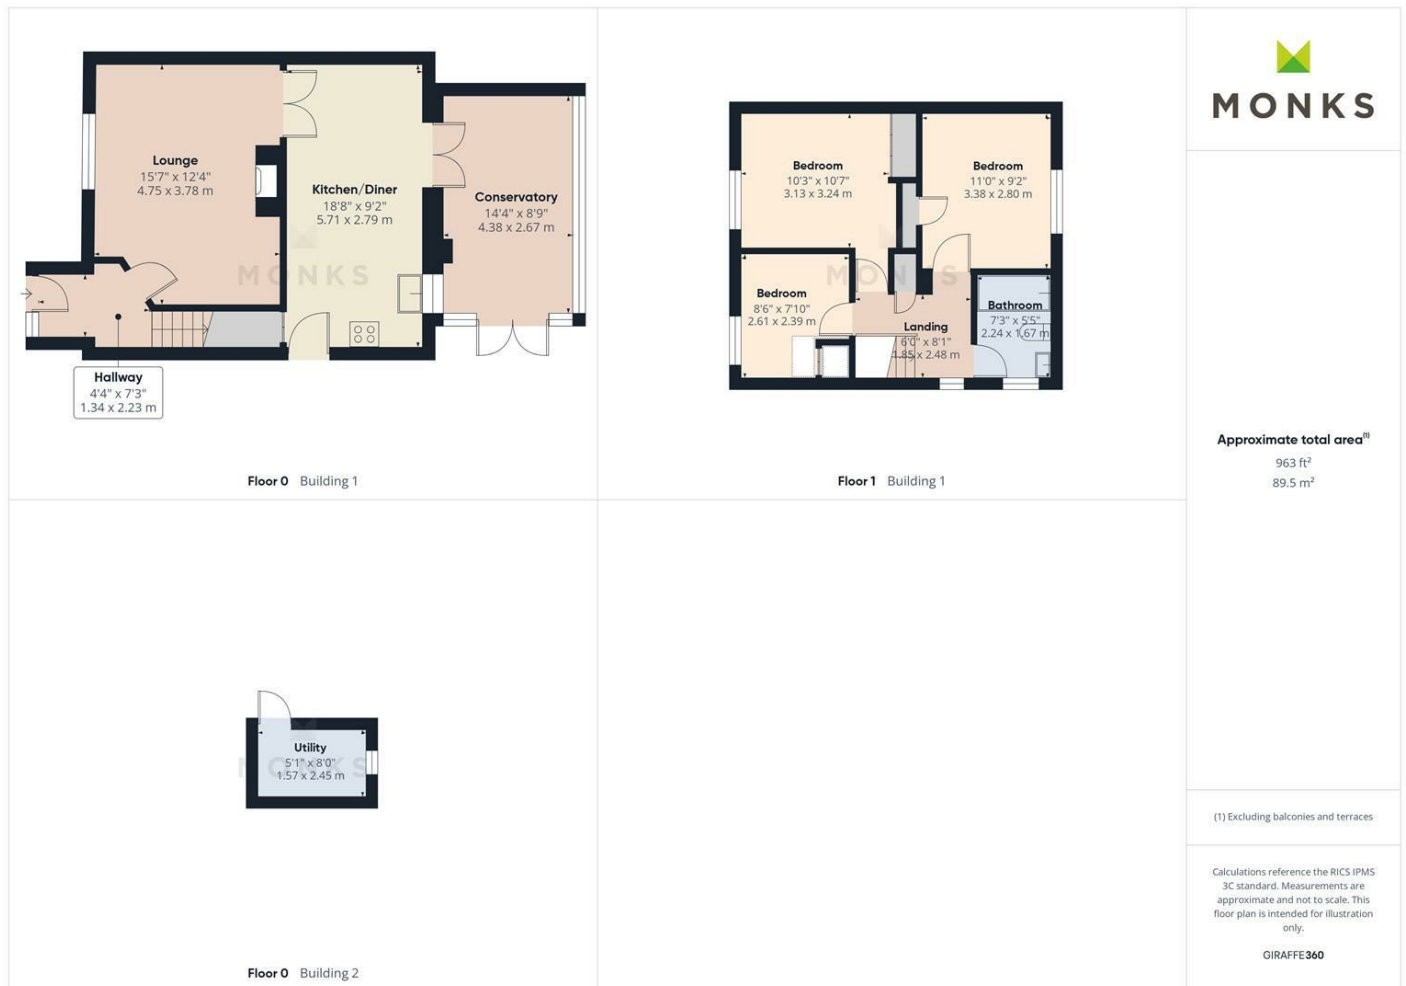 Lounge
15'7" x 12'4"
4.75 x 3.78 m
Kitchen/Diner
18'8" x 9'2"
5.71 x 2.79 m
Conservatory
14'4" x 8'9"
4.38 x 2.67 m
MONKS
Hallway
4'4" x 7'3"
1.34 x 2.23 m
Floor 0 Building 1
Bedroom
10'3" x 10'7"
3.13 x 3.24 m
Bedroom
11'0" x 9'2"
3.38 x 2.80 m
MONKS
Bedroom
8'6" x 7'10"
2.61 x 2.39 m
Landing
6'0" x 8'1"
1.85 x 2.48 m
Bathroom
7'3" x 5'5"
2.24 x 1.67 m
Floor 1 Building 1
Utility
5'1" x 8'0"
1.57 x 2.45 m
MONKS
Floor 0 Building 2
MONKS
Approximate total area(1)
963 ft²
89.5 m²
(1) Excluding balconies and terraces
Calculations reference the RICS IPMS
3C standard. Measurements are
approximate and not to scale. This
floor plan is intended for illustration
only.
GIRAFFE360